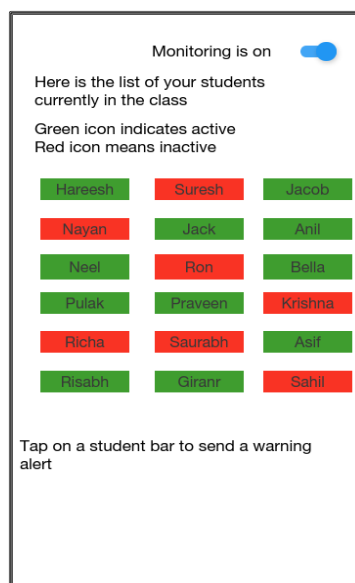 Monitoring is on
Here is the list of your students
currently in the class
Green icon indicates active
Red icon means inactive
Hareesh Suresh Jacob
Nayan Jack Anil
Neel Ron Bella
Pulak Praveen Krishna
Richa Saurabh Asif
Risabh Giranr Sahil
Tap on a student bar to send a warning
alert